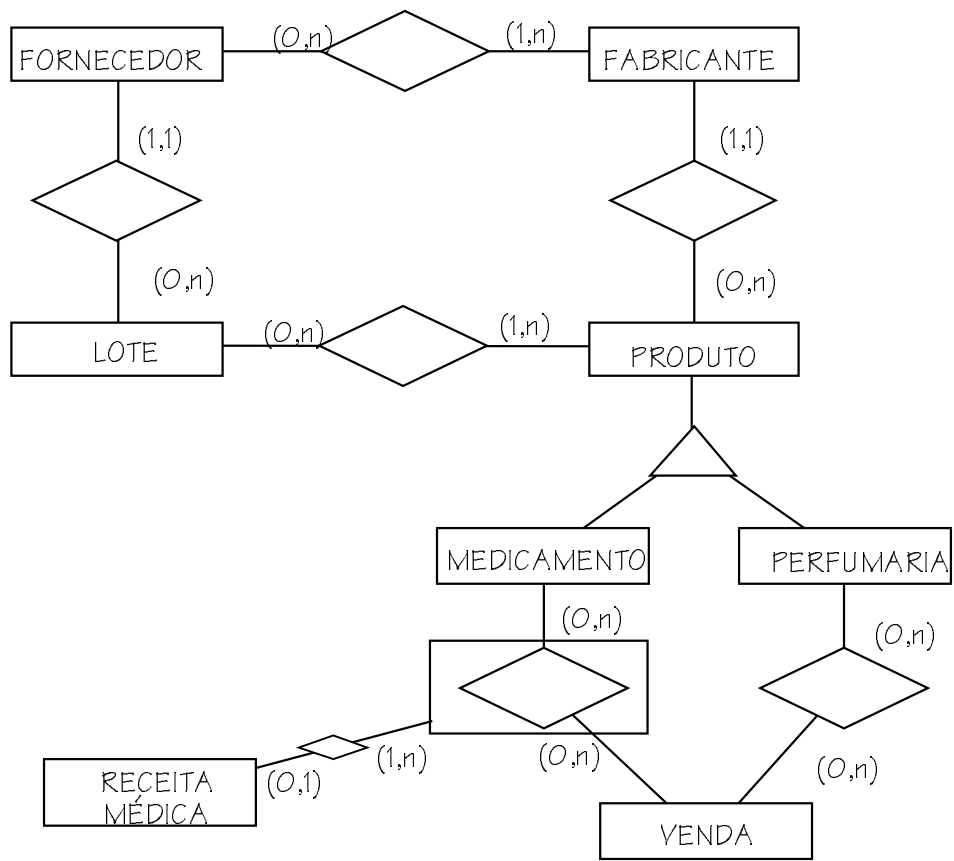 FORNECEDOR (0,n) (1,n) FABRICANTE
(1,1) (1,1)
(0,n) (0,n)
LOTE (0,n) (1,n) PRODUTO
MEDICAMENTO PERFUMARIA
(0,n) (0,n)
(1,n) (0,n) (0,n)
RECEITA
MÉDICA
(0,1)
VENDA